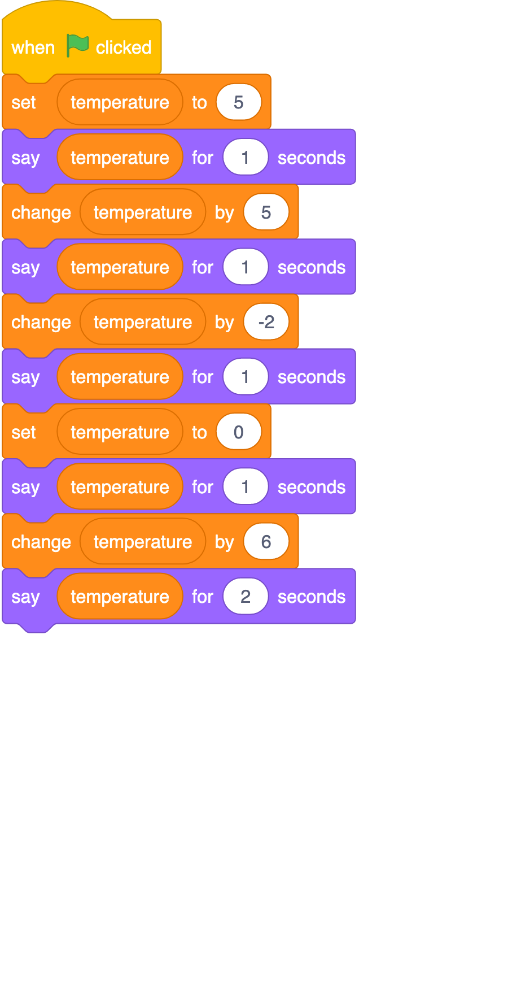 when clicked
set temperature to 5
say temperature for 1 seconds
change temperature by 5
say temperature for 1 seconds
change temperature by -2
say temperature for 1 seconds
set temperature to 0
say temperature for 1 seconds
change temperature by 6
say temperature for 2 seconds